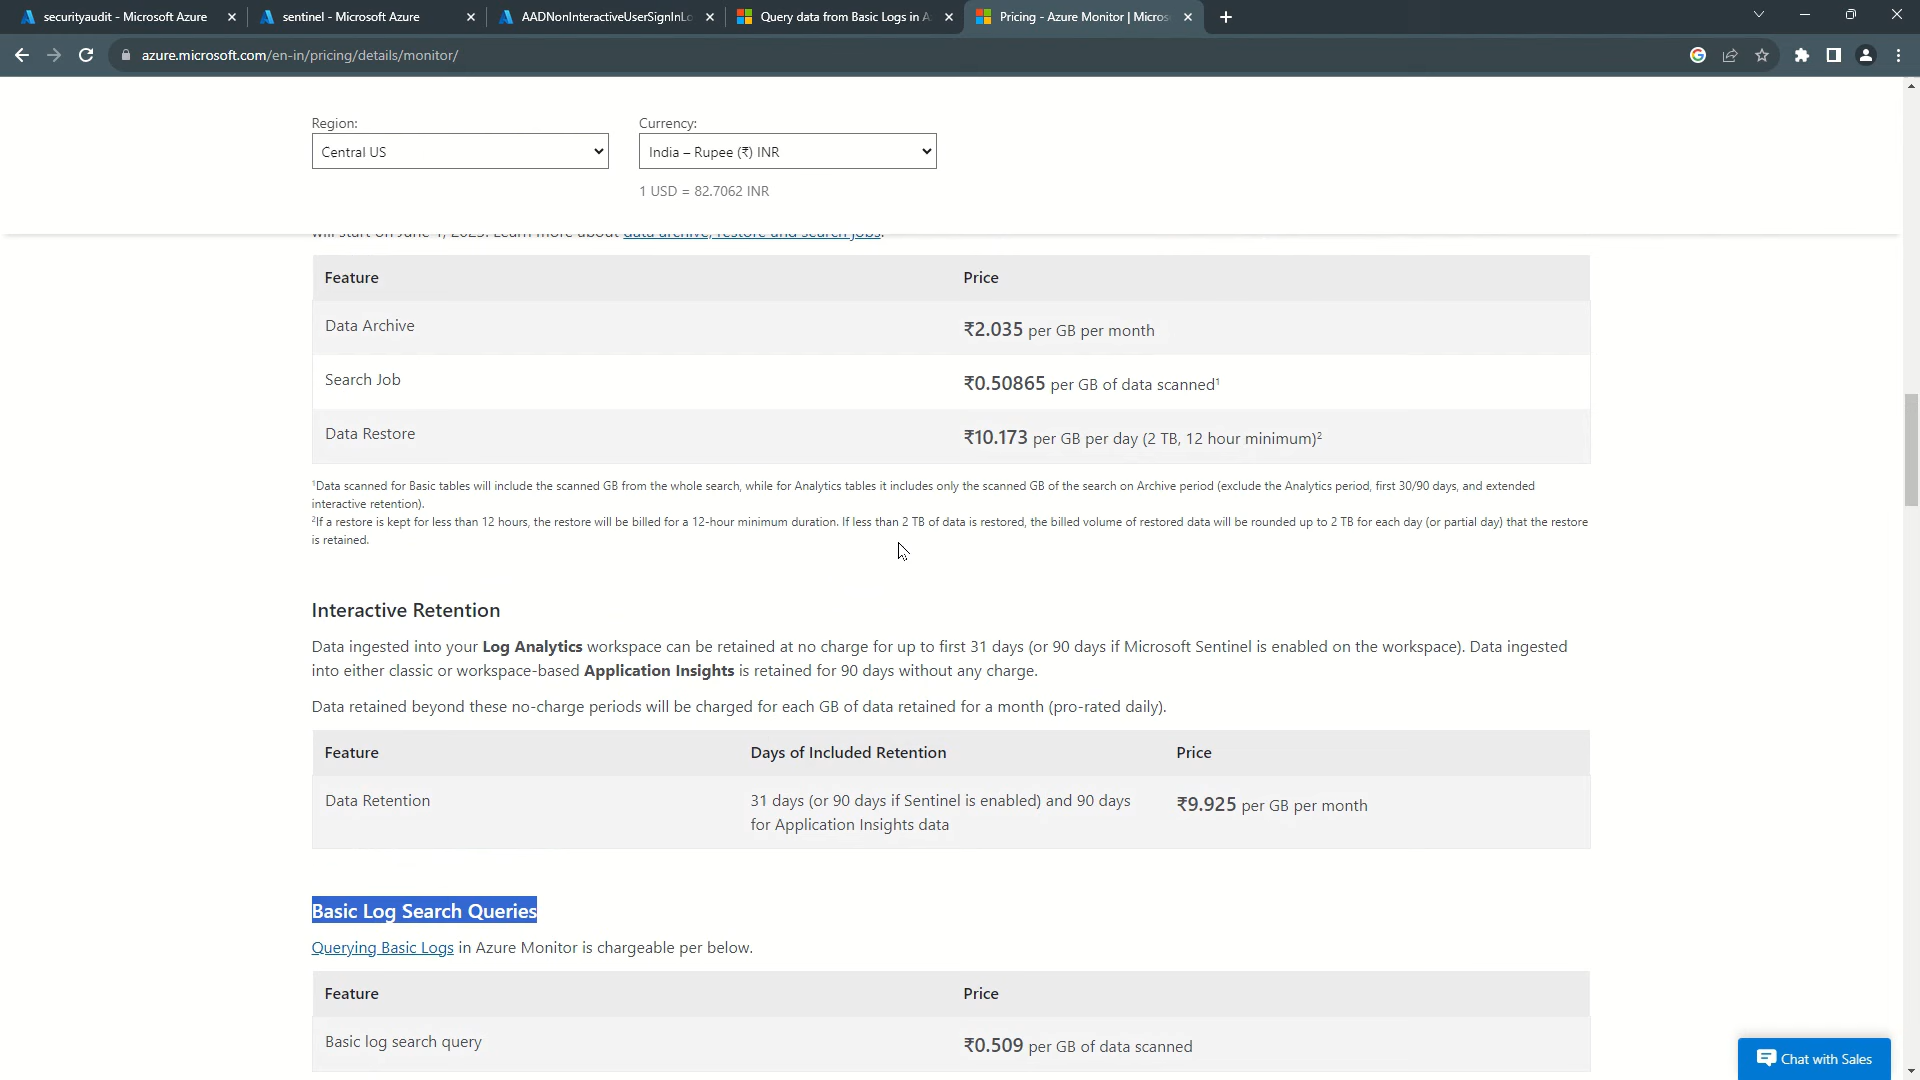 securityaudit - Microsoft Azure
sentinel - Microsoft Azure
AADNonInteractiveUserSignInLo
Query data from Basic Logs in A
Pricing - Azure Monitor | Micros
azure.microsoft.com/en-in/pricing/details/monitor/
Region:
Currency:
Central US
India – Rupee (₹) INR
1 USD = 82.7062 INR
will start on June 1, 2023. Learn more about data archive, restore and search jobs.
Feature Price
Data Archive ₹2.035 per GB per month
Search Job ₹0.50865 per GB of data scanned¹
Data Restore ₹10.173 per GB per day (2 TB, 12 hour minimum)²
¹Data scanned for Basic tables will include the scanned GB from the whole search, while for Analytics tables it includes only the scanned GB of the search on Archive period (exclude the Analytics period, first 30/90 days, and extended
interactive retention).
²If a restore is kept for less than 12 hours, the restore will be billed for a 12-hour minimum duration. If less than 2 TB of data is restored, the billed volume of restored data will be rounded up to 2 TB for each day (or partial day) that the restore
is retained.
Interactive Retention
Data ingested into your Log Analytics workspace can be retained at no charge for up to first 31 days (or 90 days if Microsoft Sentinel is enabled on the workspace). Data ingested
into either classic or workspace-based Application Insights is retained for 90 days without any charge.
Data retained beyond these no-charge periods will be charged for each GB of data retained for a month (pro-rated daily).
Feature Days of Included Retention Price
Data Retention 31 days (or 90 days if Sentinel is enabled) and 90 days ₹9.925 per GB per month
for Application Insights data
Basic Log Search Queries
Querying Basic Logs in Azure Monitor is chargeable per below.
Feature Price
Basic log search query ₹0.509 per GB of data scanned
Chat with Sales